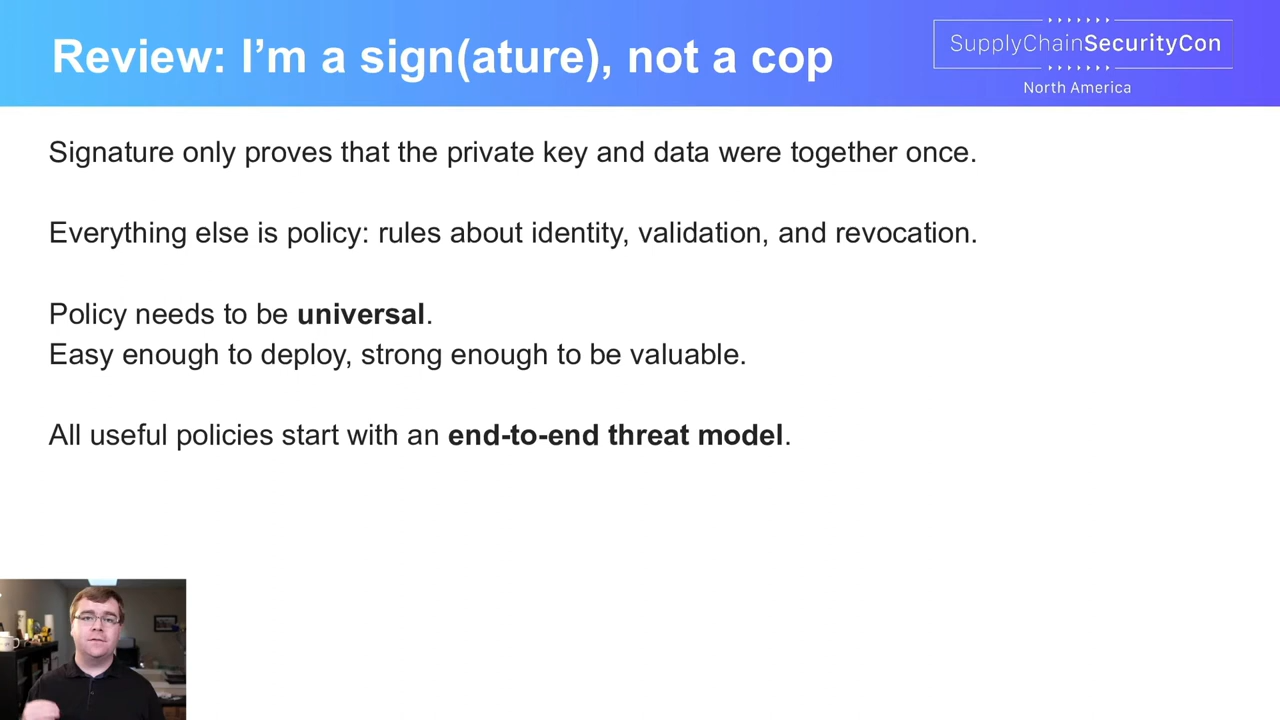 Review: I’m a sign(ature), not a cop
SupplyChainSecurityCon
North America
Signature only proves that the private key and data were together once.
Everything else is policy: rules about identity, validation, and revocation.
Policy needs to be universal.
Easy enough to deploy, strong enough to be valuable.
All useful policies start with an end-to-end threat model.